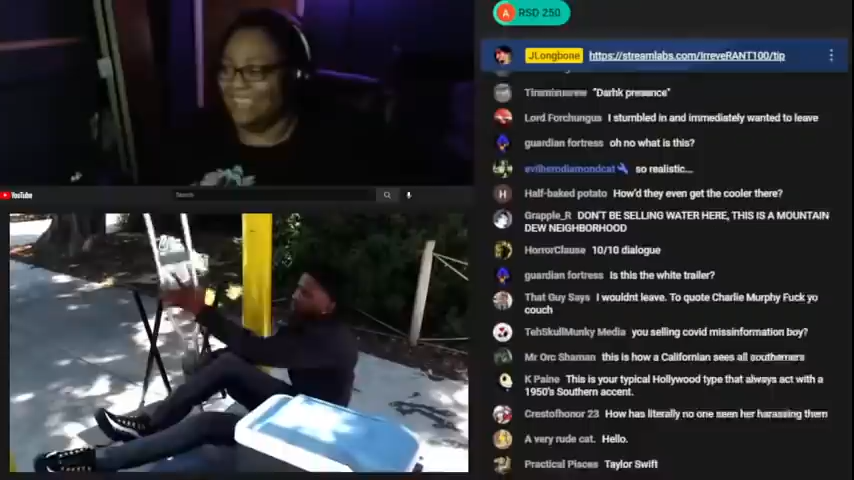 A RSD 250
JLongbone https://streamlabs.com/IrreveRANT100/tip
Tiramisurew "Darhk presence"
Lord Forchungus I stumbled in and immediately wanted to leave
guardian fortress oh no what is this?
evilbsmdiamondcat so realistic...
H Half-baked potato How'd they even get the cooler there?
Grapple_R DON'T BE SELLING WATER HERE, THIS IS A MOUNTAIN
DEW NEIGHBORHOOD
HorrorClause 10/10 dialogue
guardian fortress Is this the white trailer?
That Guy Says I wouldnt leave. To quote Charlie Murphy Fuck yo
couch
TehSkullMunky Media you selling covid missinformation boy?
Mr Orc Shaman this is how a Californian sees all southerners
K Paine This is your typical Hollywood type that always act with a
1950's Southern accent.
Crestofhonor 23 How has literally no one seen her harassing them
A very rude cat. Hello.
Practical Pisces Taylor Swift
YouTube
Search